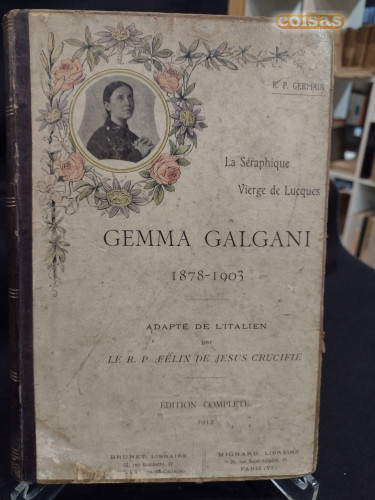 coisas
R. P. GERMAIN
La Séraphique
Vierge de Lucques
GEMMA GALGANI
1878-1903
ADAPTÉ DE L'ITALIEN
par
LE R. P. FÉLIX DE JÉSUS CRUCIFIÉ
ÉDITION COMPLÈTE
1912
BRUNET, LIBRAIRE
MIGNARD, LIBRAIRE
PARIS (VIe)